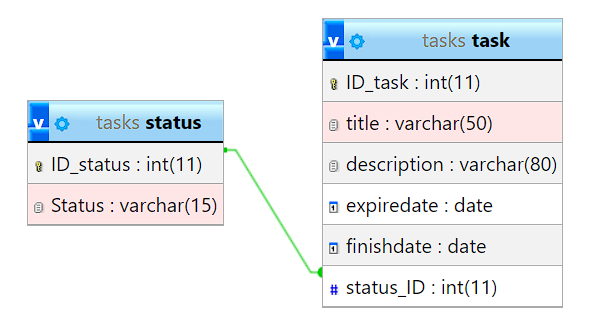 v tasks status
ID_status : int(11)
Status : varchar(15)
v tasks task
ID_task : int(11)
title : varchar(50)
description : varchar(80)
expiredate : date
finishdate : date
# status_ID : int(11)